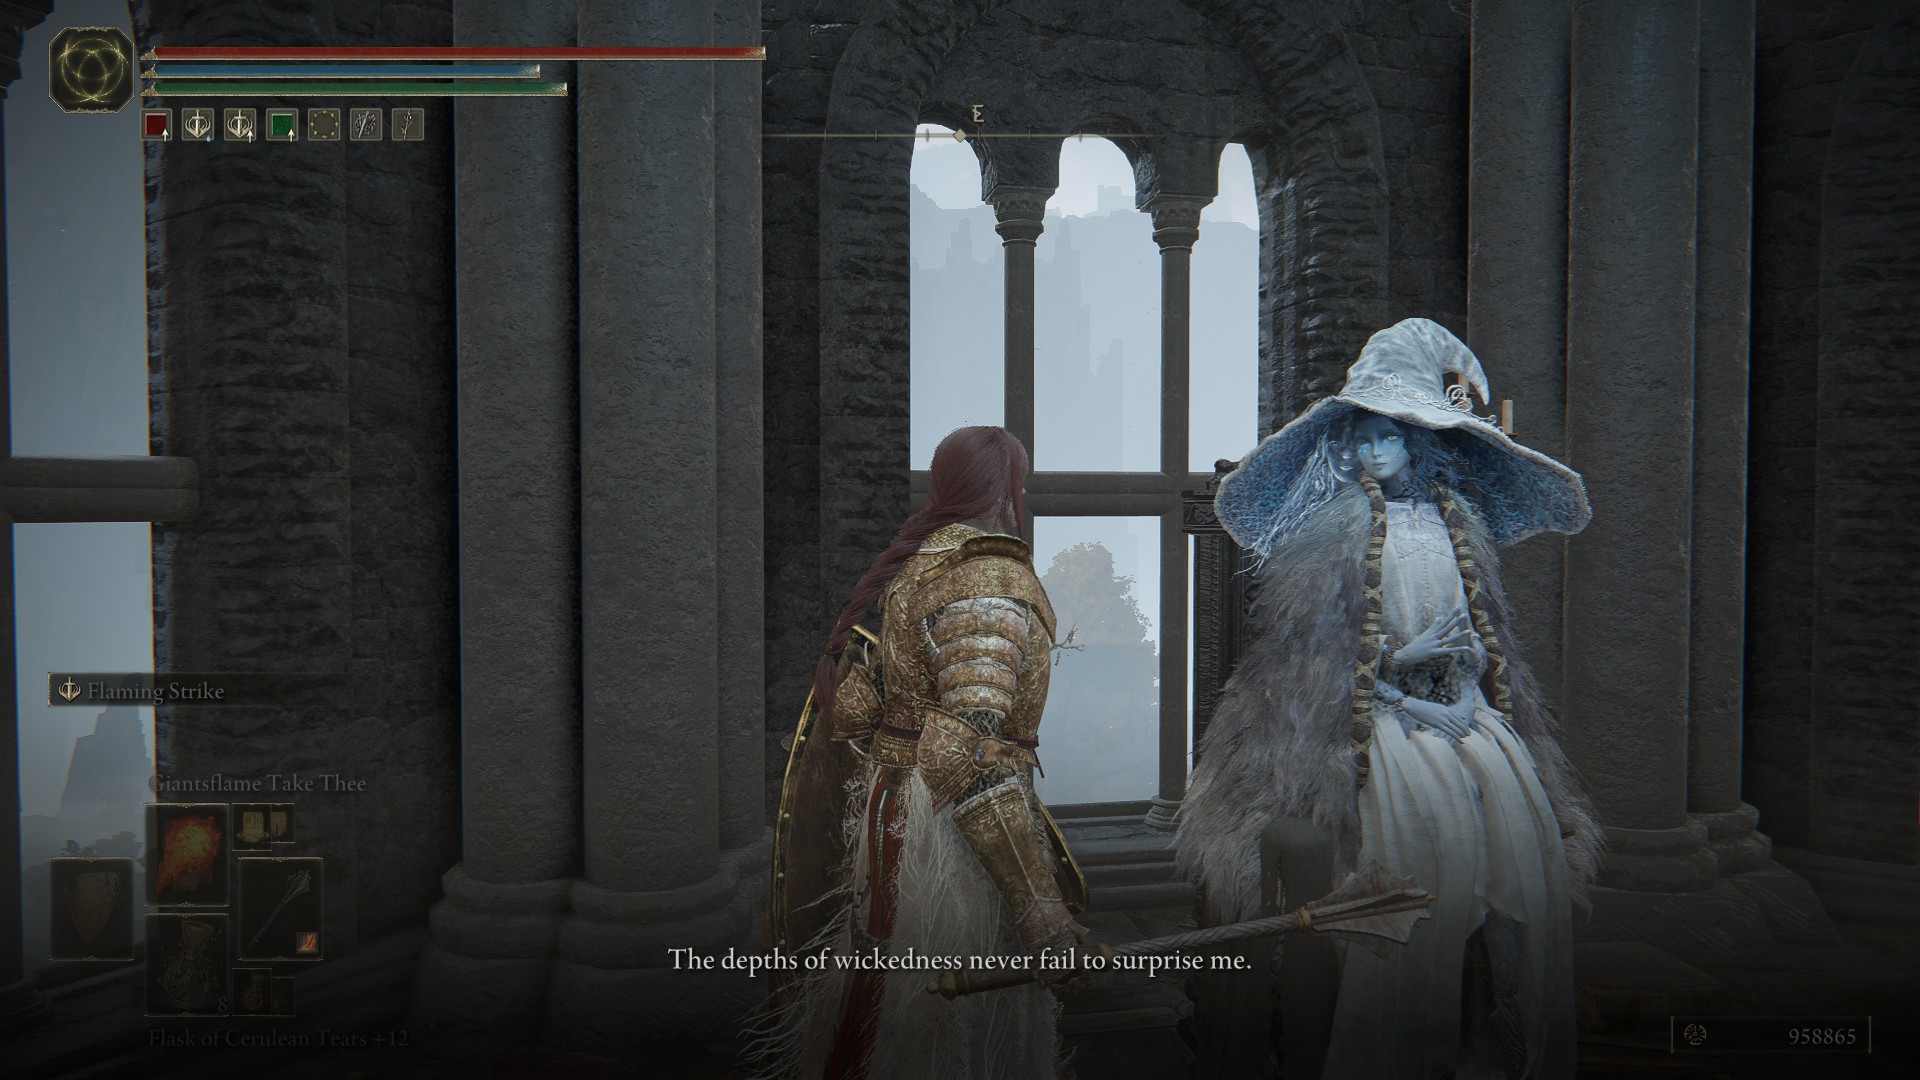 E
Flaming Strike
Giantsflame Take Thee
The depths of wickedness never fail to surprise me.
8
Flask of Cerulean Tears +12
958865